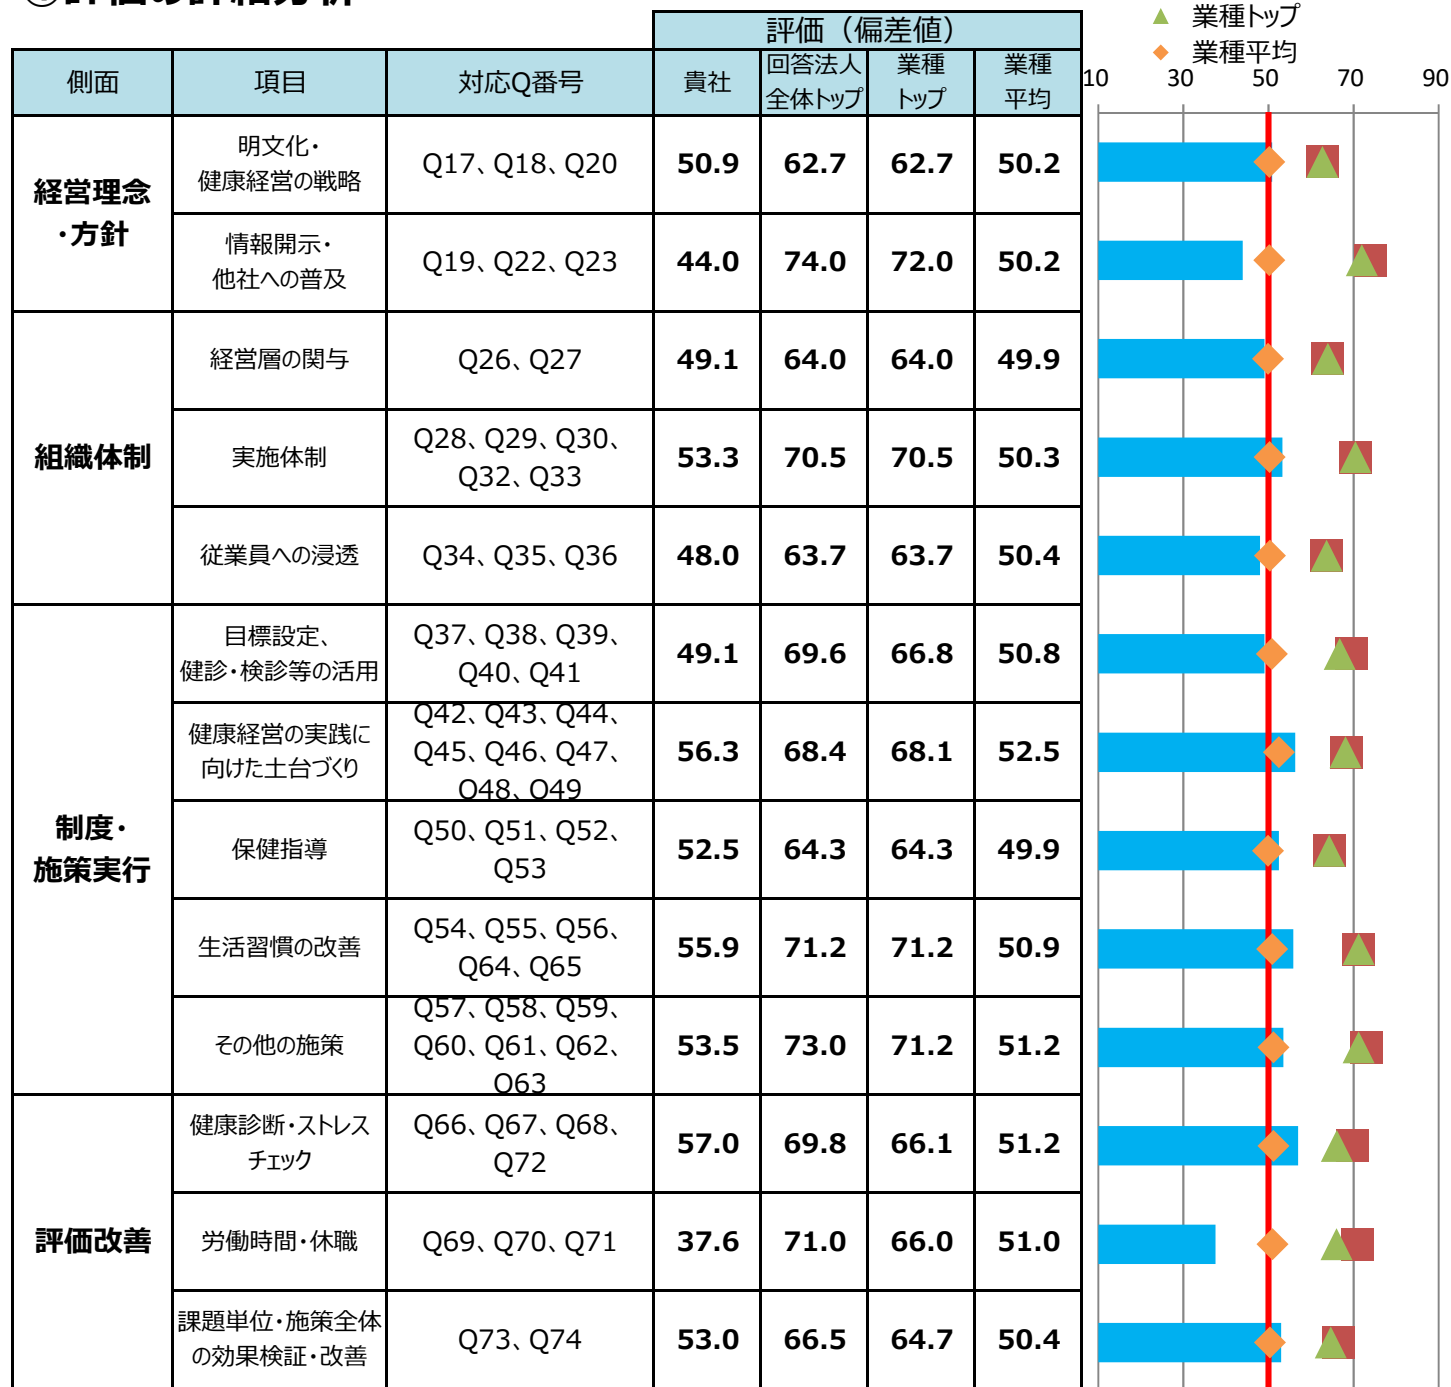 ▲ 業種トップ
◆ 業種平均
評価（偏差値）
側面 項目 対応Q番号 貴社 回答法人 業種 業種
全体トップ トップ 平均
10 30 50 70 90
経営理念
・方針
明文化・
健康経営の戦略
Q17、Q18、Q20 50.9 62.7 62.7 50.2
情報開示・
他社への普及
Q19、Q22、Q23 44.0 74.0 72.0 50.2
組織体制
経営層の関与 Q26、Q27 49.1 64.0 64.0 49.9
実施体制
Q28、Q29、Q30、
Q32、Q33
53.3 70.5 70.5 50.3
従業員への浸透 Q34、Q35、Q36 48.0 63.7 63.7 50.4
制度・
施策実行
目標設定、
健診・検診等の活用
Q37、Q38、Q39、
Q40、Q41
49.1 69.6 66.8 50.8
健康経営の実践に
向けた土台づくり
Q42、Q43、Q44、
Q45、Q46、Q47、
Q48、Q49
56.3 68.4 68.1 52.5
保健指導
Q50、Q51、Q52、
Q53
52.5 64.3 64.3 49.9
生活習慣の改善
Q54、Q55、Q56、
Q64、Q65
55.9 71.2 71.2 50.9
その他の施策
Q57、Q58、Q59、
Q60、Q61、Q62、
Q63
53.5 73.0 71.2 51.2
評価改善
健康診断・ストレス
チェック
Q66、Q67、Q68、
Q72
57.0 69.8 66.1 51.2
労働時間・休職 Q69、Q70、Q71 37.6 71.0 66.0 51.0
課題単位・施策全体
の効果検証・改善
Q73、Q74 53.0 66.5 64.7 50.4